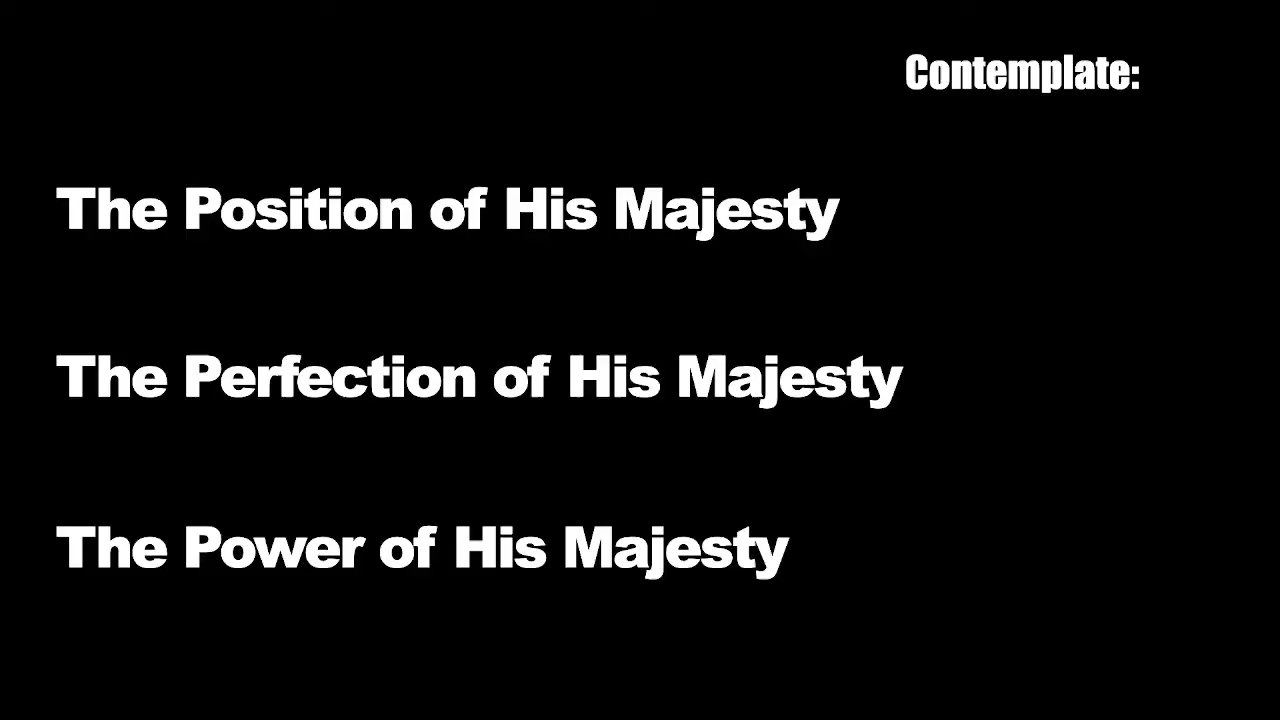 Contemplate:
The Position of His Majesty
The Perfection of His Majesty
The Power of His Majesty